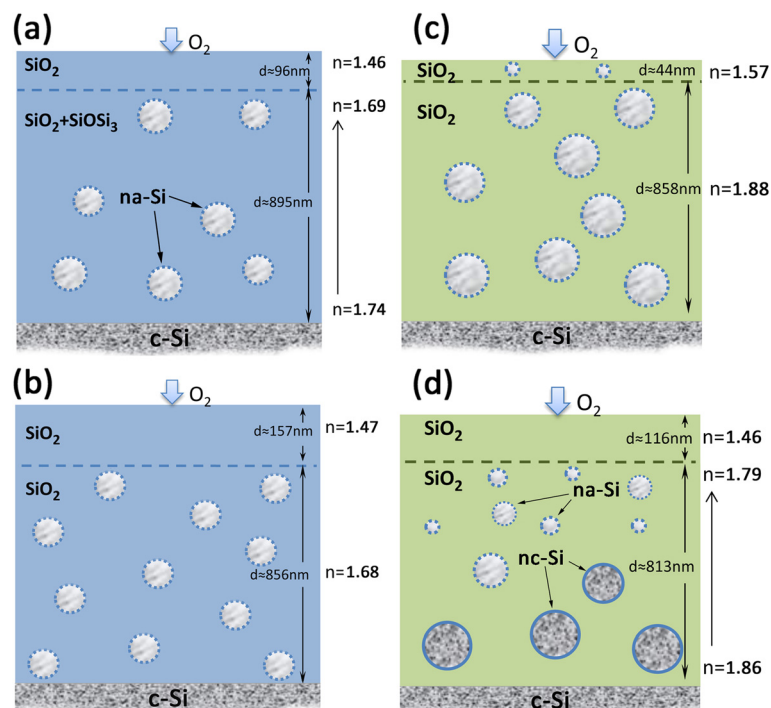 (a)
O₂
SiO₂
d≈96nm
n=1.46
n=1.69
SiO₂+SiOSi₃
na-Si
d≈895nm
n=1.74
c-Si
(b)
O₂
SiO₂
d≈157nm
n=1.47
SiO₂
d≈856nm
n=1.68
c-Si
(c)
O₂
SiO₂
d≈44nm
n=1.57
SiO₂
d≈858nm
n=1.88
c-Si
(d)
O₂
SiO₂
d≈116nm
n=1.46
SiO₂
n=1.79
na-Si
nc-Si
d≈813nm
n=1.86
c-Si